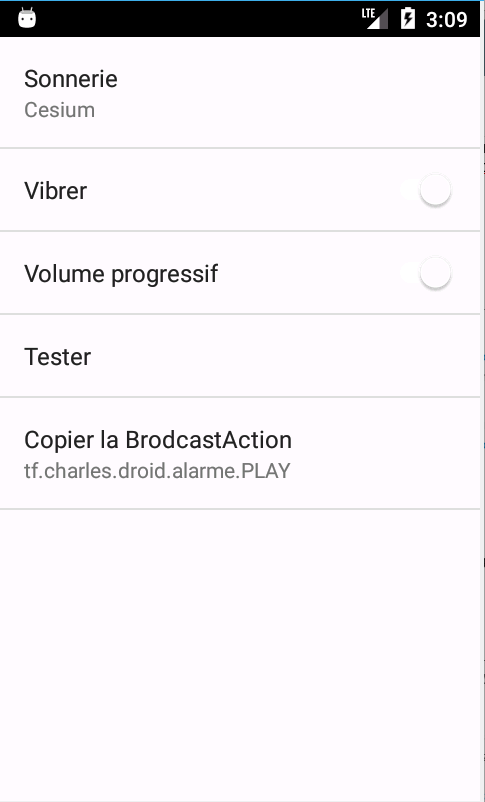 LTE 3:09
Sonnerie
Cesium
Vibrer
Volume progressif
Tester
Copier la BrodcastAction
tf.charles.droid.alarme.PLAY